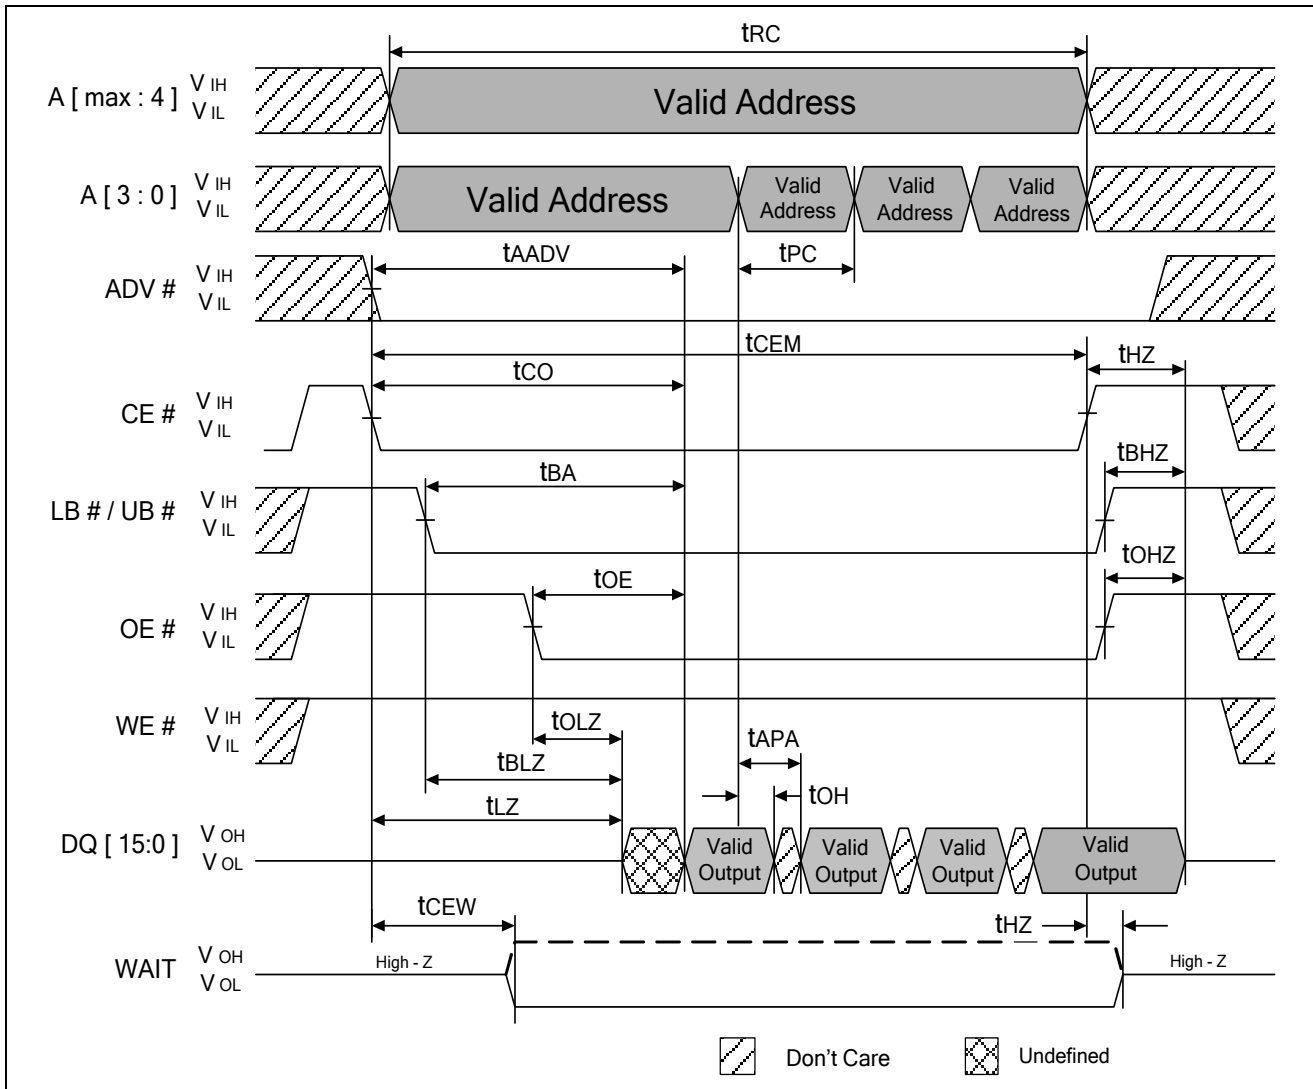 tRC
A [ max : 4 ] V IH
V IL
Valid Address
A [ 3 : 0 ] V IH
V IL
Valid Address
Valid Address
Valid Address
Valid Address
tAADV
tPC
ADV # V IH
V IL
tCEM
tHZ
tCO
CE # V IH
V IL
tBHZ
tBA
LB # / UB # V IH
V IL
tOHZ
tOE
OE # V IH
V IL
WE # V IH
V IL
tOLZ
tAPA
tBLZ
tOH
tLZ
DQ [ 15:0 ] V OH
V OL
Valid Output
Valid Output
Valid Output
Valid Output
tCEW
tHZ
WAIT V OH
V OL
High - Z
High - Z
Don't Care
Undefined